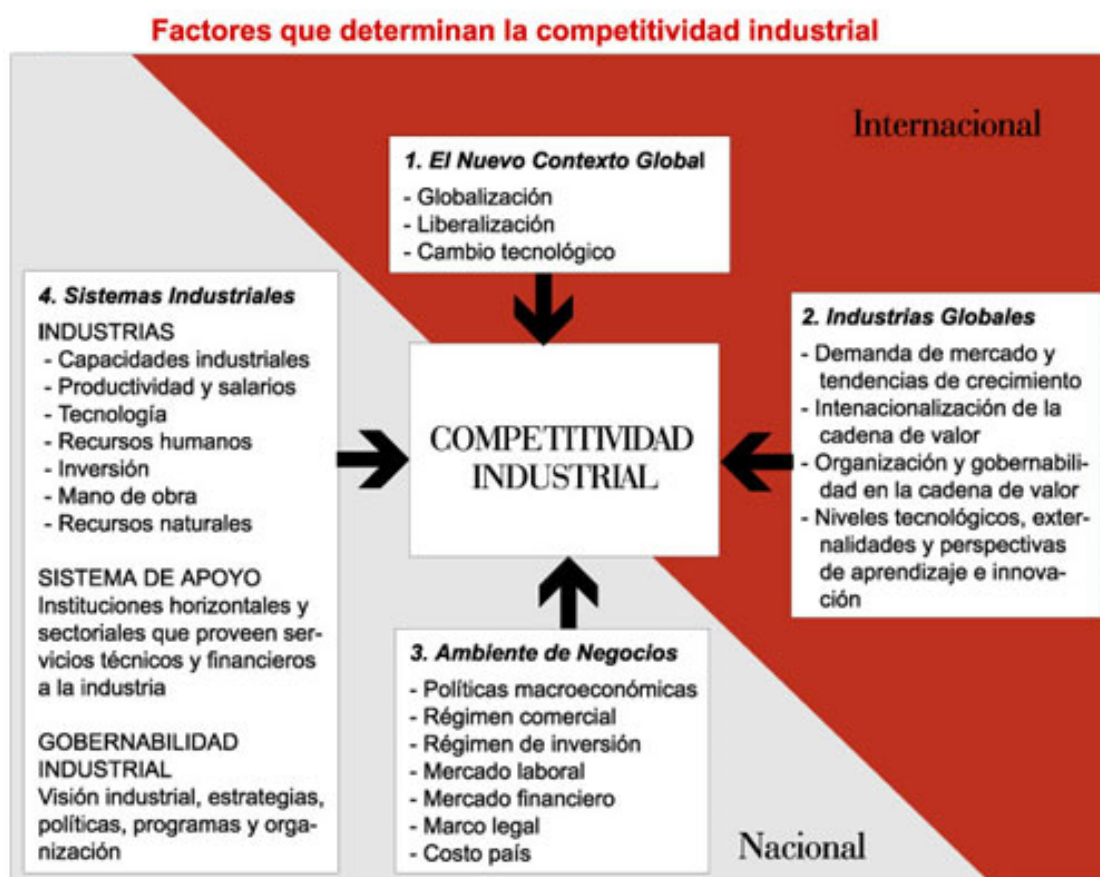 Factores que determinan la competitividad industrial
Internacional
1. El Nuevo Contexto Global
- Globalización
- Liberalización
- Cambio tecnológico
4. Sistemas Industriales
INDUSTRIAS
- Capacidades industriales
- Productividad y salarios
- Tecnología
- Recursos humanos
- Inversión
- Mano de obra
- Recursos naturales
SISTEMA DE APOYO
Instituciones horizontales y
sectoriales que proveen ser-
vicios técnicos y financieros
a la industria
GOBERNABILIDAD
INDUSTRIAL
Visión industrial, estrategias,
políticas, programas y orga-
nización
COMPETITIVIDAD
INDUSTRIAL
2. Industrias Globales
- Demanda de mercado y
tendencias de crecimiento
- Intenacionalización de la
cadena de valor
- Organización y gobernabili-
dad en la cadena de valor
- Niveles tecnológicos, exter-
nalidades y perspectivas
de aprendizaje e innova-
ción
3. Ambiente de Negocios
- Políticas macroeconómicas
- Régimen comercial
- Régimen de inversión
- Mercado laboral
- Mercado financiero
- Marco legal
- Costo país
Nacional